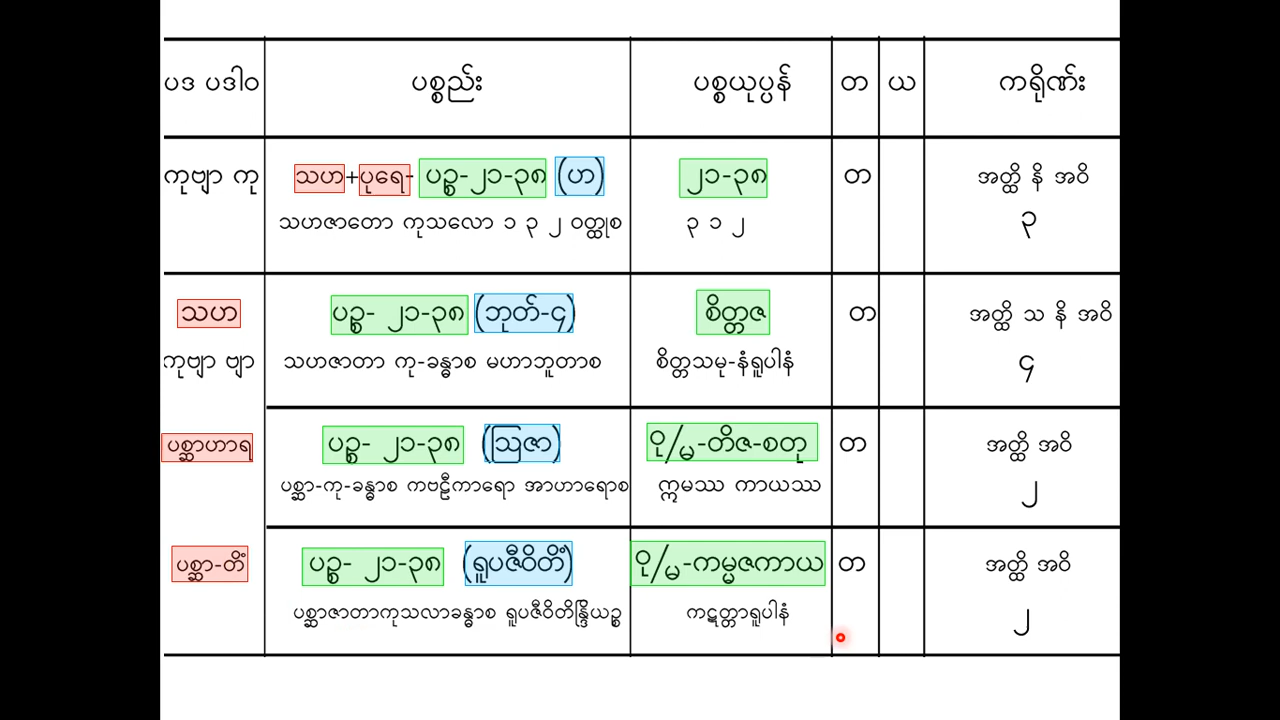 ပဒ ပဒါဝ ပစ္စည်း ပစ္စယုပ္ပန် တ ယ ကရိုဏ်း
ကုဗျာ ကု သဟ+ပုရေ- ပဉ္စ-၂၁-၃၈ (ဟ) ၂၁-၃၈ တ အတ္ထိ နိ အဝိ
သဟဇာတော ကုသလော ၁ ၃ ၂ ဝတ္ထုစ ၃ ၁ ၂ ၃
သဟ ပဉ္စ- ၂၁-၃၈ (ဘုတ်-၄) စိတ္တဇ တ အတ္ထိ သ နိ အဝိ
ကုဗျာ ဗျာ သဟဇာတာ ကု-ခန္ဓာစ မဟာဘူတာစ စိတ္တသမု-နံရူပါနံ ၄
ပစ္ဆာဟာရ ပဉ္စ- ၂၁-၃၈ (ဩဇာ) ဝု/မ္မ-တိဇ-စတု တ အတ္ထိ အဝိ
ပစ္ဆာ-ကု-ခန္ဓာစ ကဗဠီကာရော အာဟာရောစ ဣမဿ ကာယဿ ၂
ပစ္ဆာ-တိံ ပဉ္စ- ၂၁-၃၈ (ရူပဇီဝိတိံ) ဝု/မ္မ-ကမ္မဇကာယ တ အတ္ထိ အဝိ
ပစ္ဆာဇာတာကုသလာခန္ဓာစ ရူပဇီဝိတိန္ဒြိယဉ္စ ကဋတ္တာရူပါနံ ၂